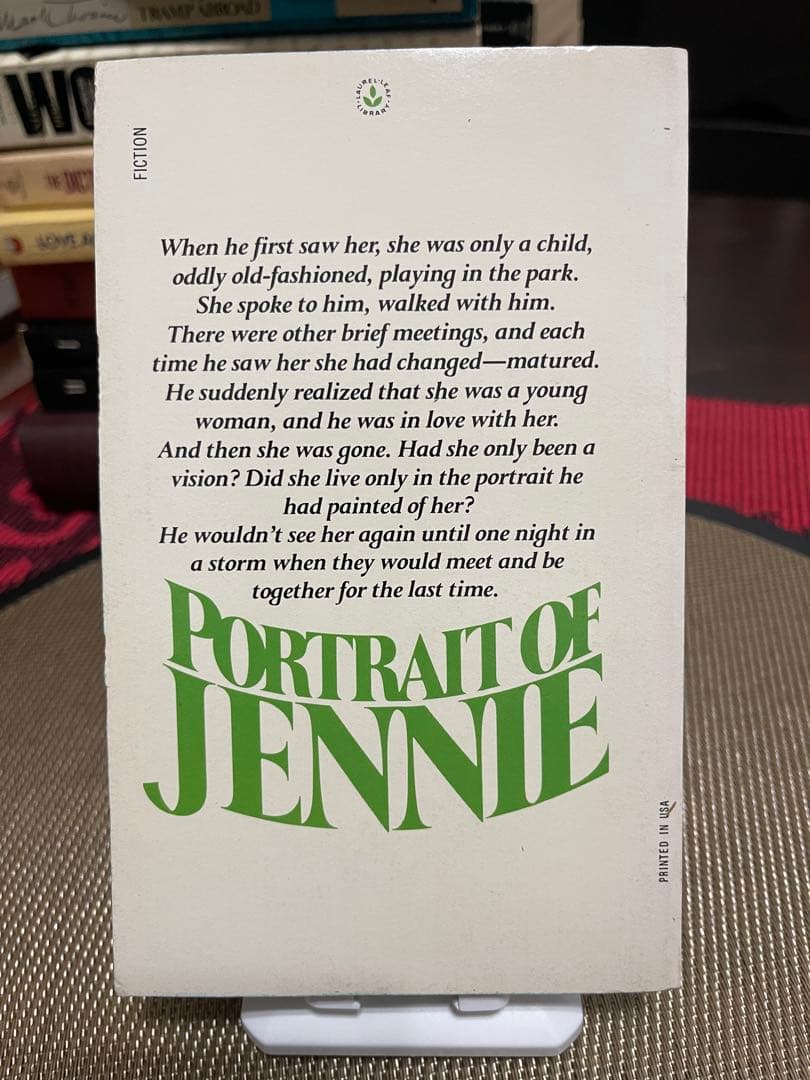 TRAMP ABROAD
WO
LAUREL-LEAF
LIBRARY
FICTION
When he first saw her, she was only a child,
oddly old-fashioned, playing in the park.
She spoke to him, walked with him.
There were other brief meetings, and each
time he saw her she had changed—matured.
He suddenly realized that she was a young
woman, and he was in love with her.
And then she was gone. Had she only been a
vision? Did she live only in the portrait he
had painted of her?
He wouldn't see her again until one night in
a storm when they would meet and be
together for the last time.
PORTRAIT OF
JENNIE
PRINTED IN USA